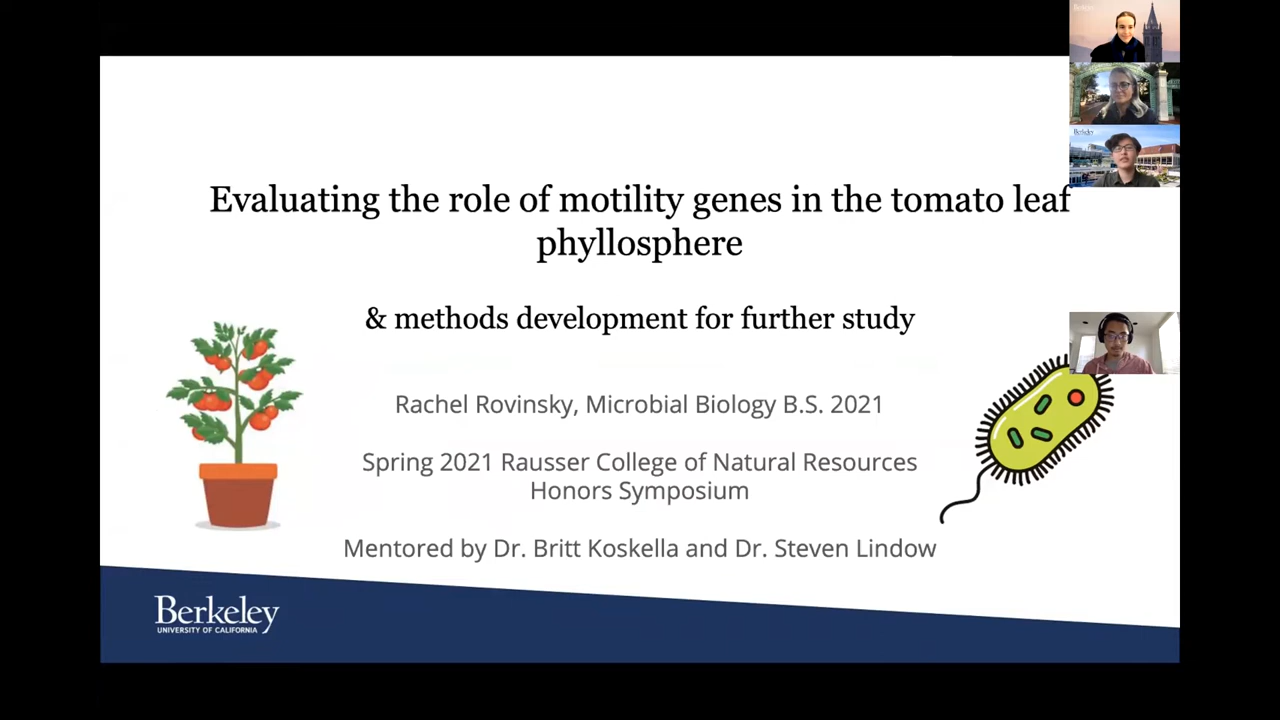 Evaluating the role of motility genes in the tomato leaf
phyllosphere
& methods development for further study
Rachel Rovinsky, Microbial Biology B.S. 2021
Spring 2021 Rausser College of Natural Resources
Honors Symposium
Mentored by Dr. Britt Koskella and Dr. Steven Lindow
Berkeley
UNIVERSITY OF CALIFORNIA
Berkeley